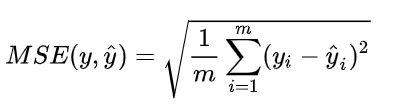 MSE(y, ŷ) = √(1/m ∑_{i=1}^{m} (y_i − ŷ_i)²)